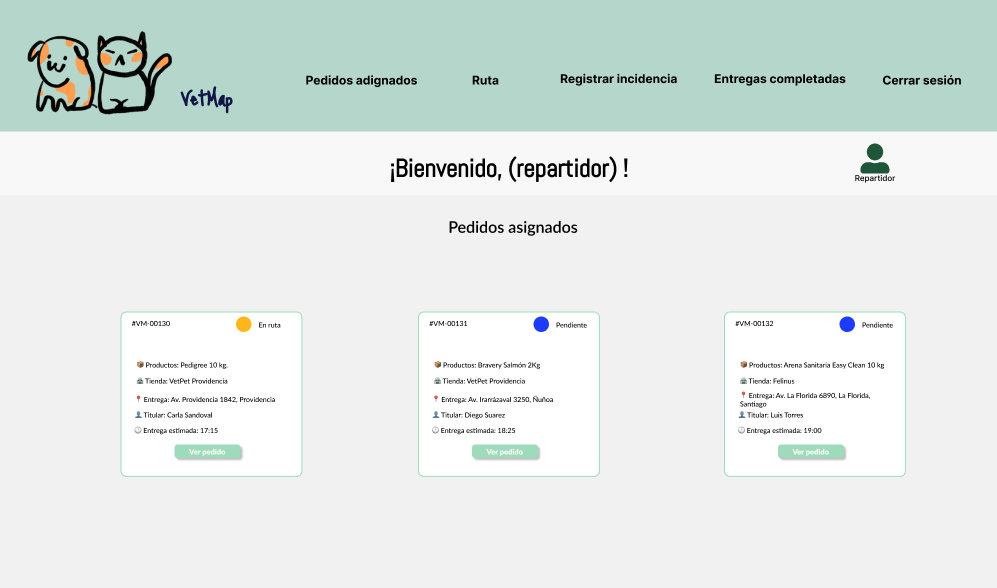 VetMap
Pedidos adignados
Ruta
Registrar incidencia
Entregas completadas
Cerrar sesión
¡Bienvenido, (repartidor) !
Repartidor
Pedidos asignados
#VM-00130
En ruta
Productos: Pedigree 10 kg.
Tienda: VetPet Providencia
Entrega: Av. Providencia 1842, Providencia
Titular: Carla Sandoval
Entrega estimada: 17:15
Ver pedido
#VM-00131
Pendiente
Productos: Bravery Salmón 2Kg
Tienda: VetPet Providencia
Entrega: Av. Irarrázaval 3250, Ñuñoa
Titular: Diego Suarez
Entrega estimada: 18:25
Ver pedido
#VM-00132
Pendiente
Productos: Arena Sanitaria Easy Clean 10 kg
Tienda: Felinus
Entrega: Av. La Florida 6890, La Florida,
Santiago
Titular: Luis Torres
Entrega estimada: 19:00
Ver pedido